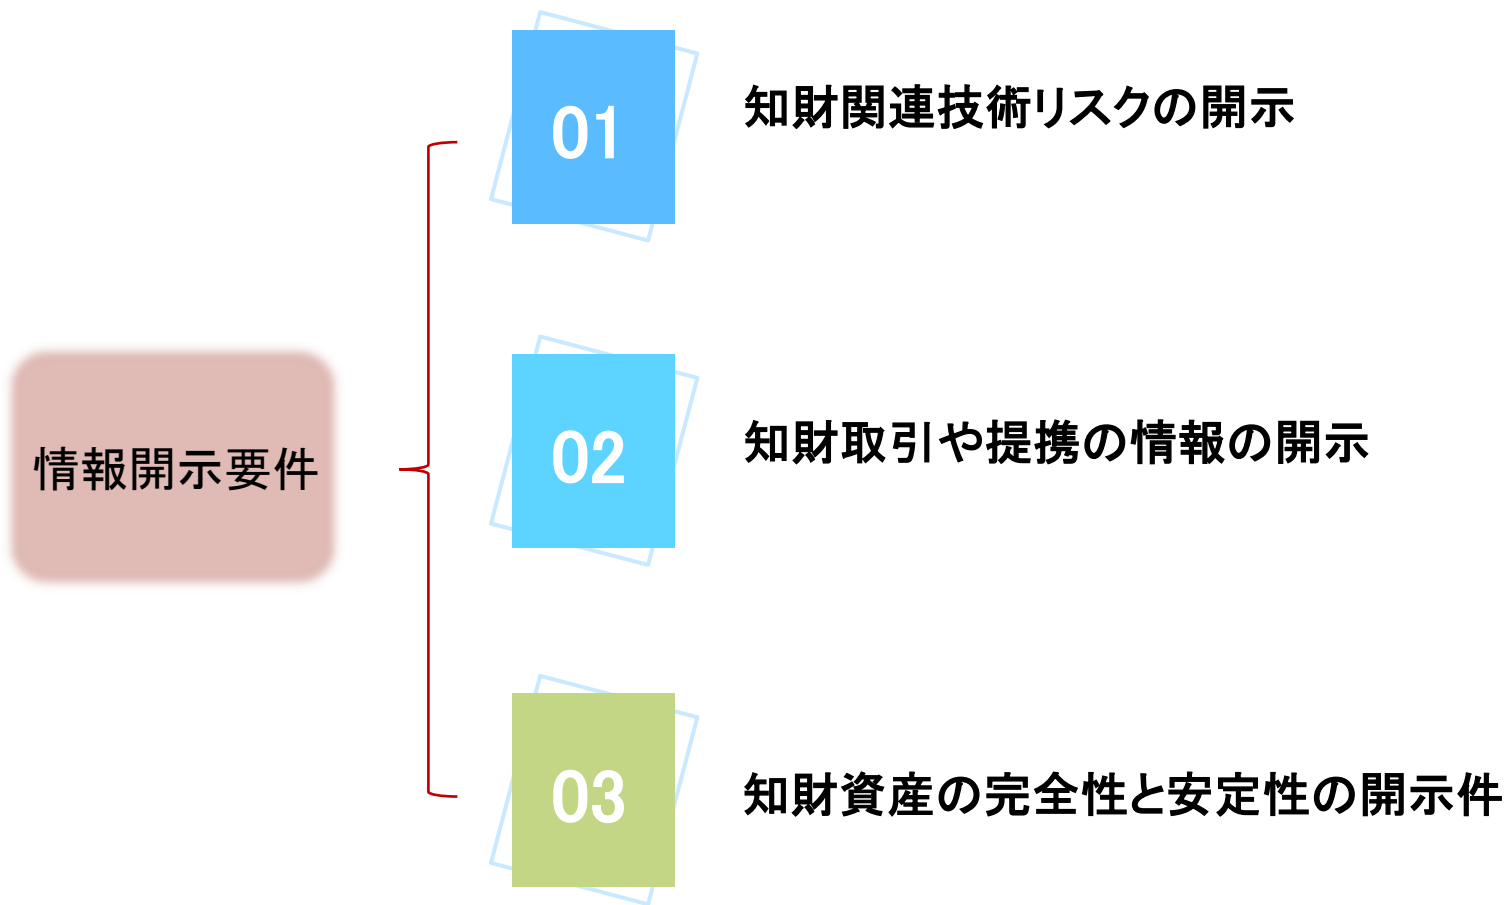 情報開示要件
01
知財関連技術リスクの開示
02
知財取引や提携の情報の開示
03
知財資産の完全性と安定性の開示件